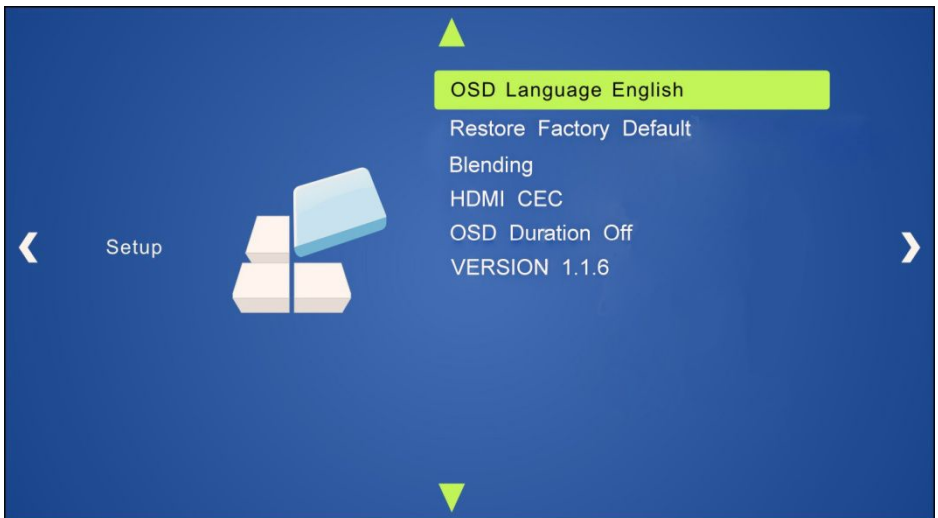 OSD Language English
Restore Factory Default
Blending
HDMI CEC
Setup
OSD Duration Off
VERSION 1.1.6